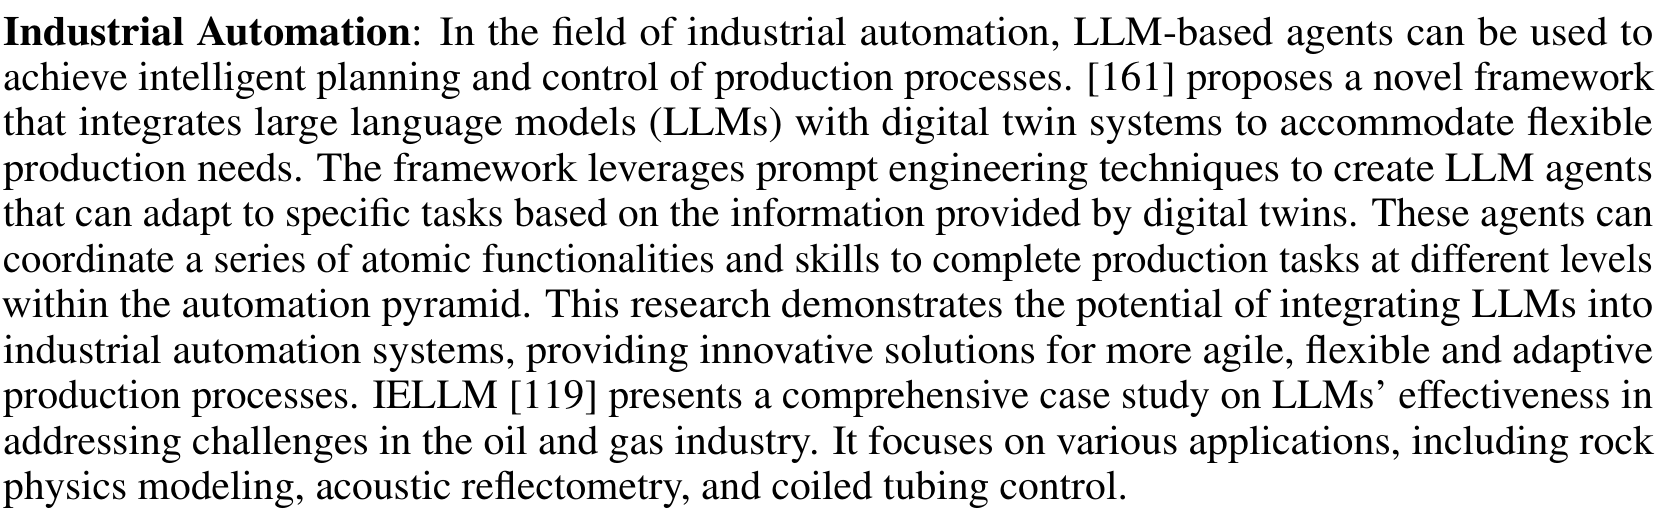 Industrial Automation: In the field of industrial automation, LLM-based agents can be used to
achieve intelligent planning and control of production processes. [161] proposes a novel framework
that integrates large language models (LLMs) with digital twin systems to accommodate flexible
production needs. The framework leverages prompt engineering techniques to create LLM agents
that can adapt to specific tasks based on the information provided by digital twins. These agents can
coordinate a series of atomic functionalities and skills to complete production tasks at different levels
within the automation pyramid. This research demonstrates the potential of integrating LLMs into
industrial automation systems, providing innovative solutions for more agile, flexible and adaptive
production processes. IELLM [119] presents a comprehensive case study on LLMs’ effectiveness in
addressing challenges in the oil and gas industry. It focuses on various applications, including rock
physics modeling, acoustic reflectometry, and coiled tubing control.